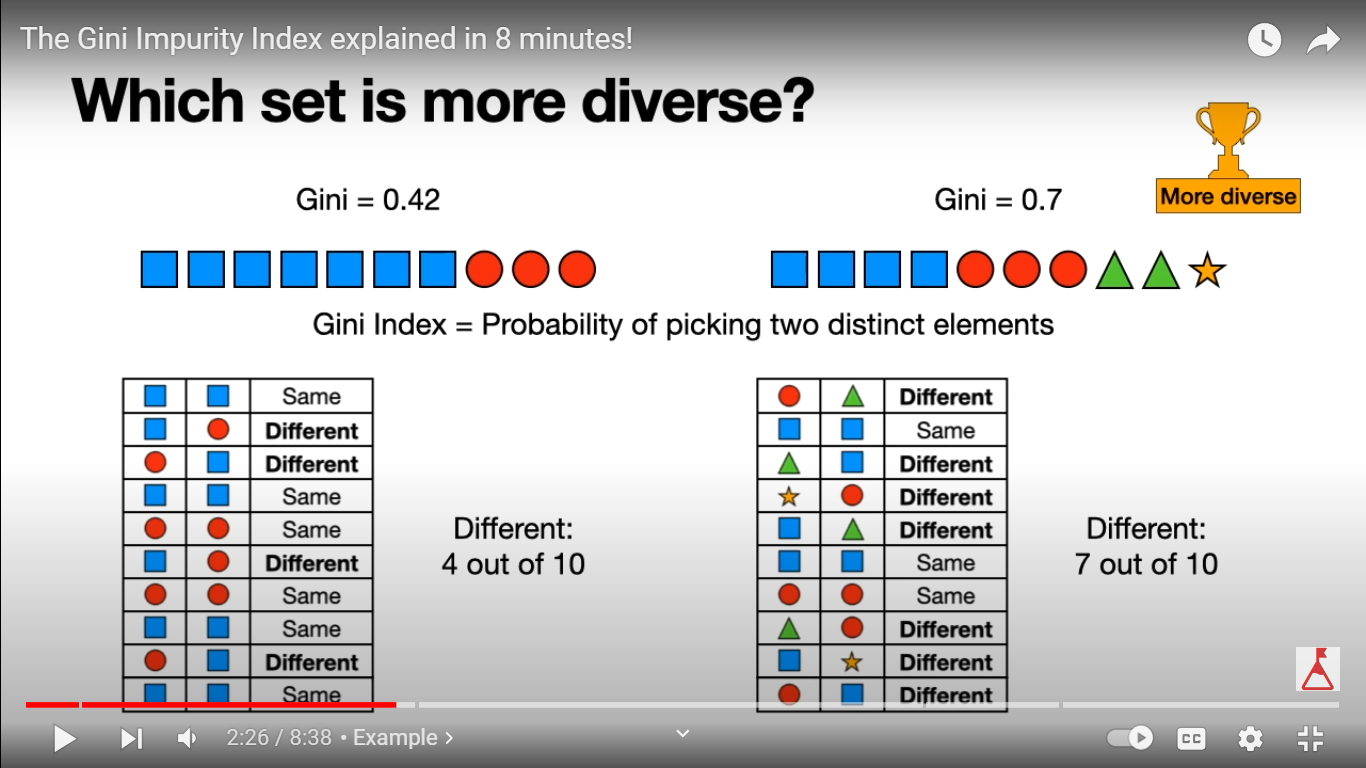 The Gini Impurity Index explained in 8 minutes!
Which set is more diverse?
More diverse
Gini = 0.42
Gini = 0.7
Gini Index = Probability of picking two distinct elements
Same
Different
Different
Same
Same
Different
Same
Same
Different
Same
Different:
4 out of 10
Different
Same
Different
Different
Different
Same
Same
Different
Different
Different
Different:
7 out of 10
2:26 / 8:38 • Example >
CC